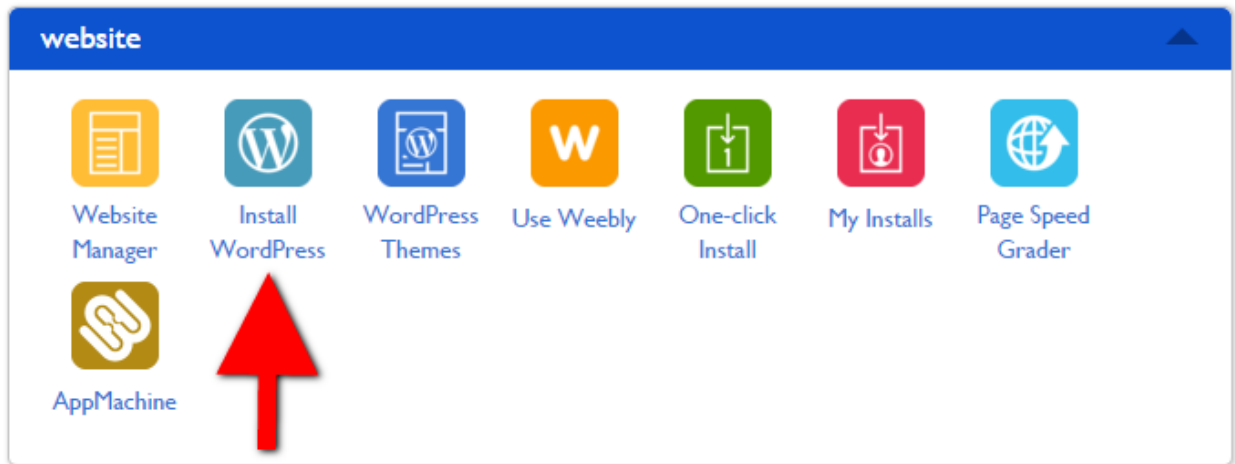 website
Website
Manager
Install
WordPress
WordPress
Themes
Use Weebly
One-click
Install
My Installs
Page Speed
Grader
AppMachine